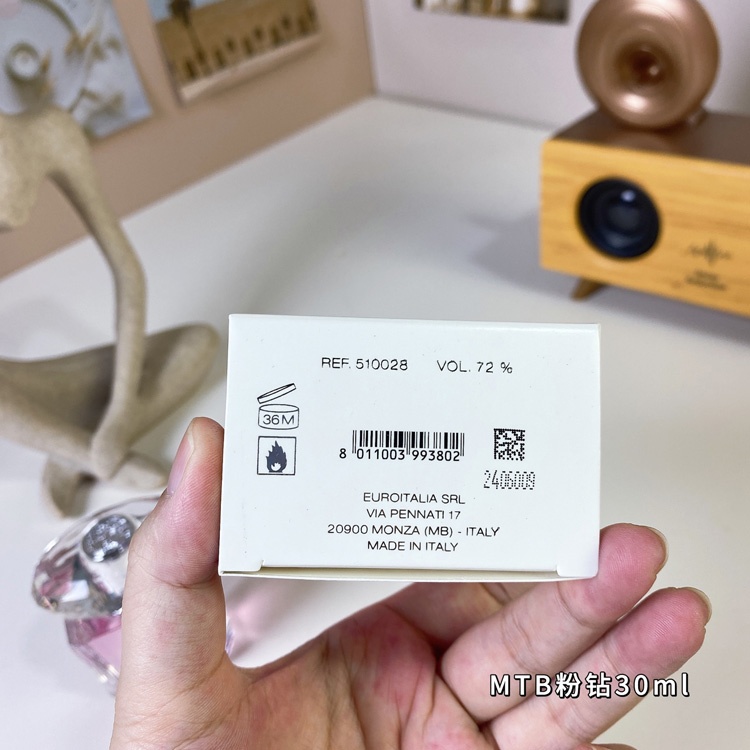 REF. 510028 VOL. 72 %
36M
8 011003 993802
2406009
EUROITALIA SRL
VIA PENNATI 17
20900 MONZA (MB) - ITALY
MADE IN ITALY
MTB粉钻30ml